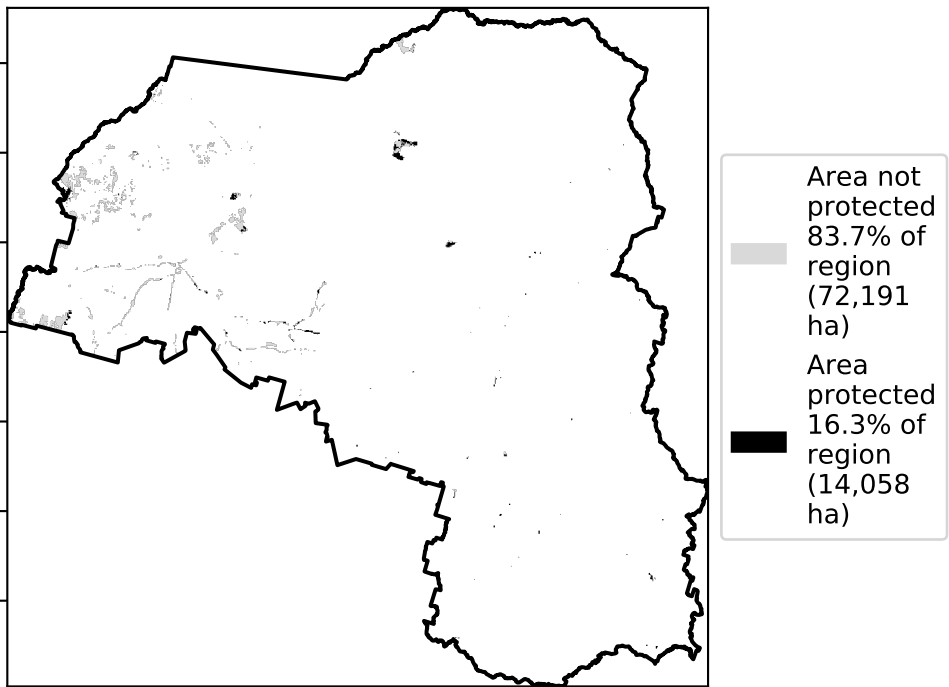 Area not
protected
83.7% of
region
(72,191
ha)
Area
protected
16.3% of
region
(14,058
ha)